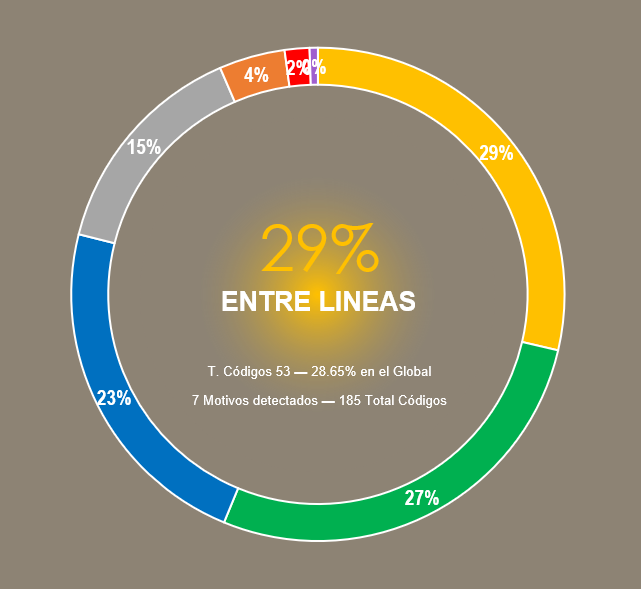 2%
0%
4%
15%
29%
29%
ENTRE LINEAS
T. Códigos 53 — 28.65% en el Global
7 Motivos detectados — 185 Total Códigos
23%
27%